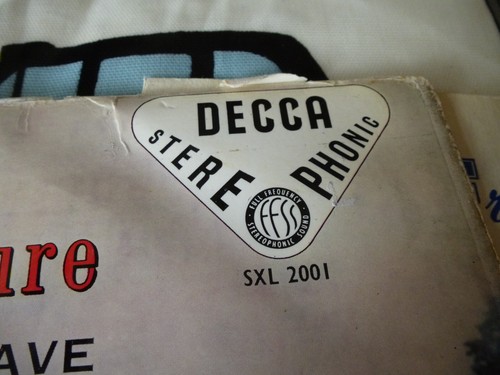 DECCA
STEREOPHONIC
FULL FREQUENCY
FFSS
STEREOPHONIC SOUND
SXL 2001
ure
AVE